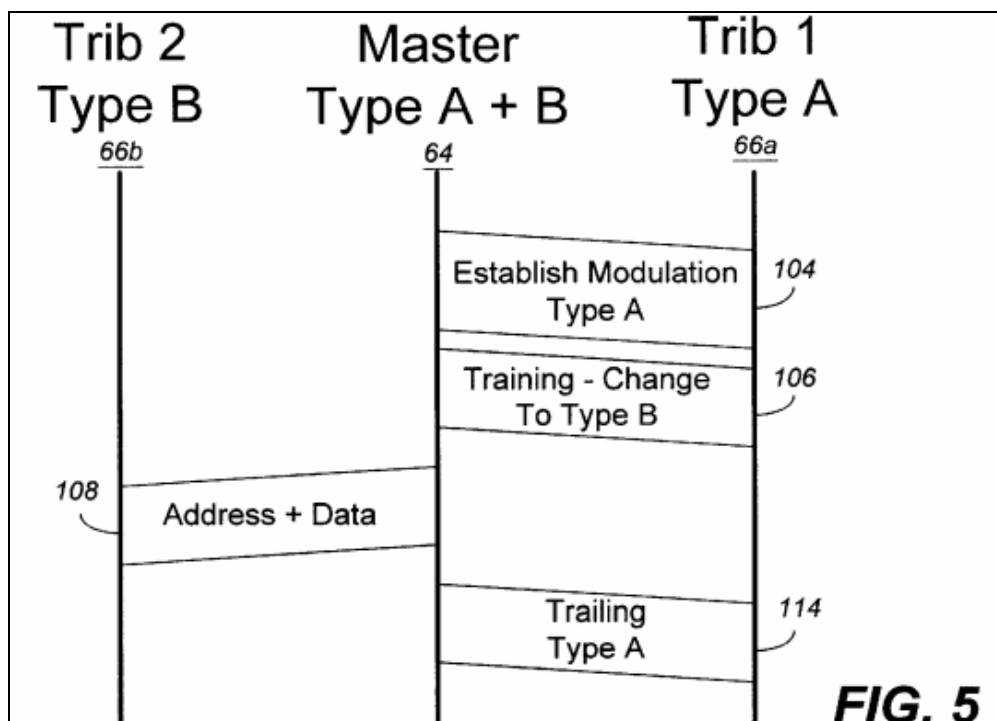 Trib 2
Type B
66b
Master
Type A + B
64
Trib 1
Type A
66a
Establish Modulation
Type A
104
Training - Change
To Type B
106
108
Address + Data
Trailing
Type A
114
FIG. 5